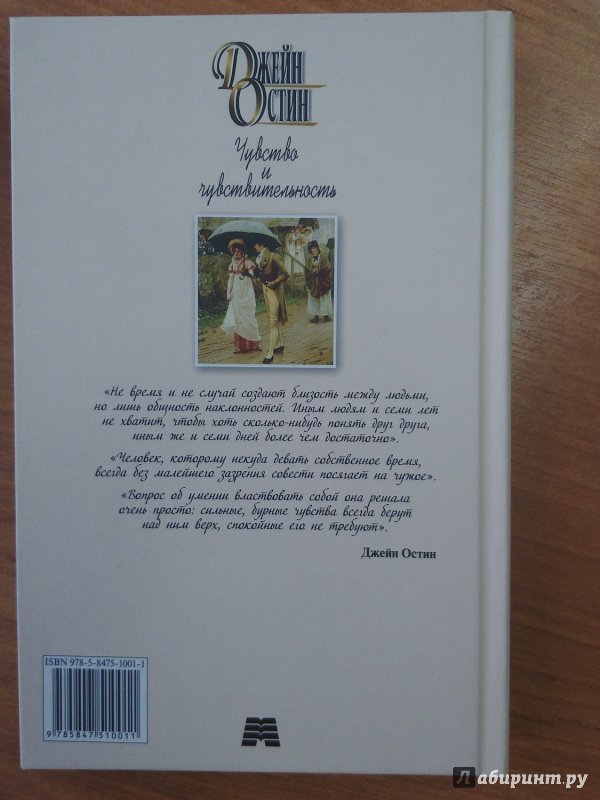 Джейн
Остин
Чувство
и
чувствительность
«Не время и не случай создают близость между людьми,
но лишь общность наклонностей. Иным людям и семи лет
не хватит, чтобы хоть сколько-нибудь понять друг друга,
иным же и семи дней более чем достаточно».
«Человек, которому некуда девать собственное время,
всегда без малейшего зазрения совести посягает на чужое».
«Вопрос об умении властвовать собой она решала
очень просто: сильные, бурные чувства всегда берут
над ним верх, спокойные его не требуют».
Джейн Остин
ISBN 978-5-8475-1001-1
9 785847 510011
Лабиринт.ру